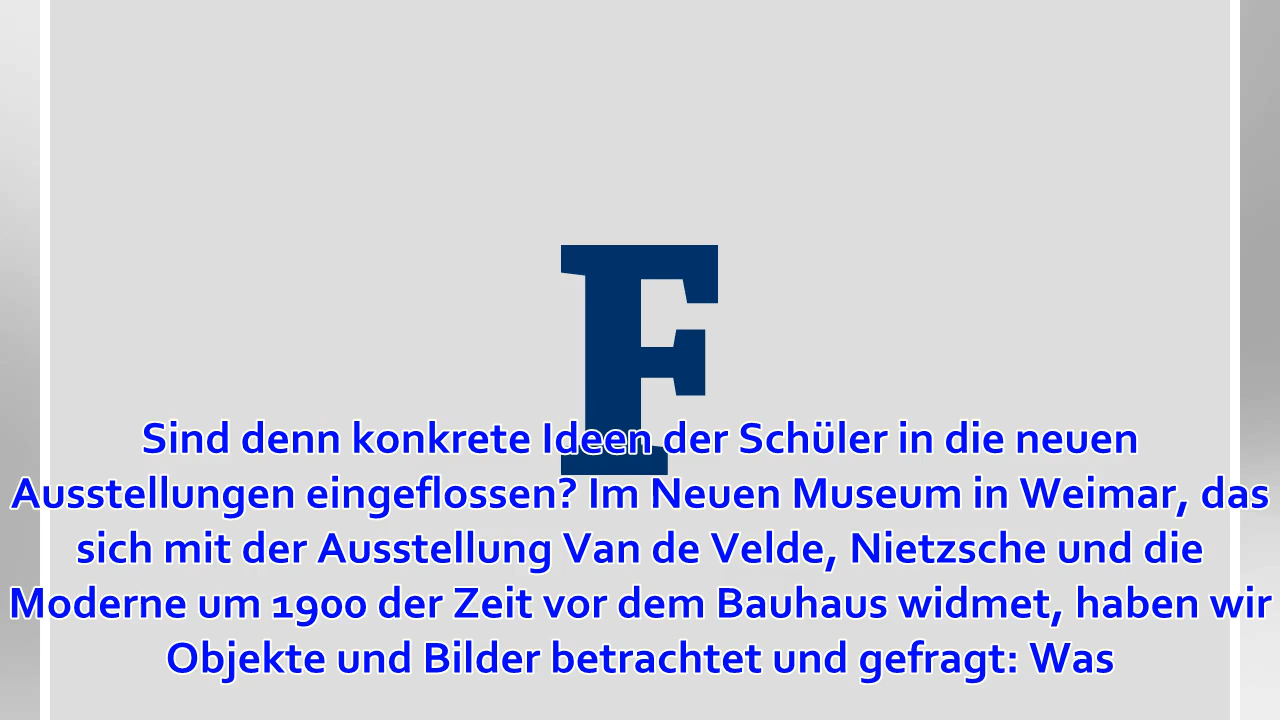 F
Sind denn konkrete Ideen der Schüler in die neuen
Ausstellungen eingeflossen? Im Neuen Museum in Weimar, das
sich mit der Ausstellung Van de Velde, Nietzsche und die
Moderne um 1900 der Zeit vor dem Bauhaus widmet, haben wir
Objekte und Bilder betrachtet und gefragt: Was